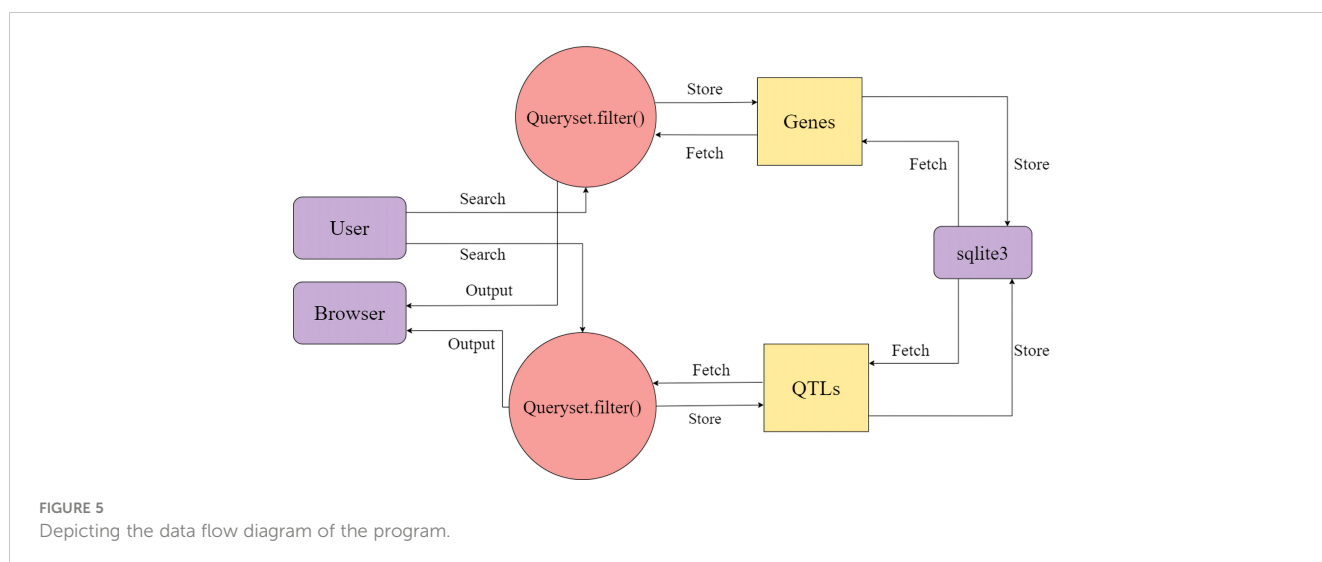 Store
Queryset.filter()
Genes
Fetch
Fetch
Store
Search
User
Search
sqlite3
Output
Browser
Output
Fetch
Store
Fetch
QTLs
Queryset.filter()
Store
FIGURE 5
Depicting the data flow diagram of the program.